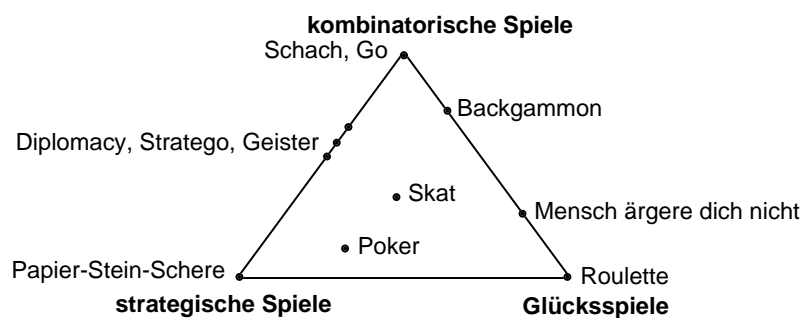 kombinatorische Spiele
Schach, Go
Backgammon
Diplomacy, Stratego, Geister
Skat
Mensch ärgere dich nicht
Poker
Papier-Stein-Schere
Roulette
strategische Spiele
Glücksspiele